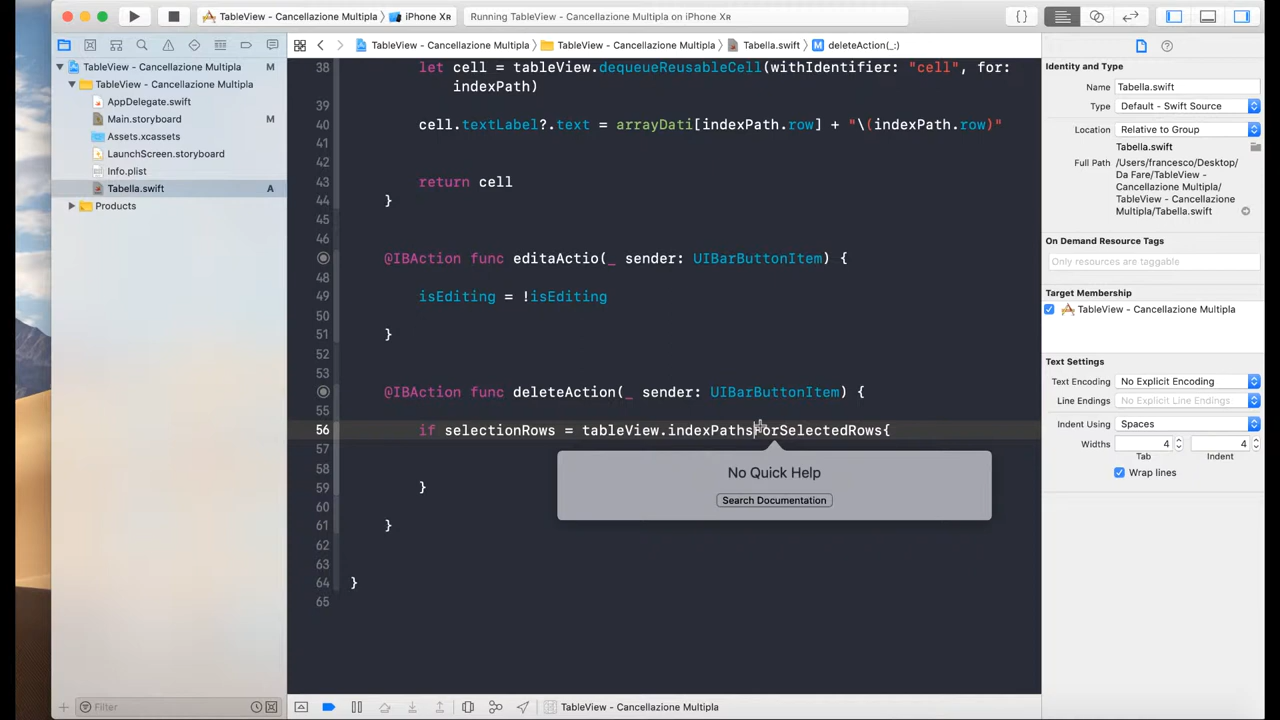 TableView - Cancellazione Multipla 〉 iPhone Xʀ
Running TableView - Cancellazione Multipla on iPhone Xʀ
{}
TableView - Cancellazione Multipla 〉 TableView - Cancellazione Multipla 〉 Tabella.swift 〉 M deleteAction(_:)
TableView - Cancellazione Multipla M
TableView - Cancellazione Multipla
AppDelegate.swift
Main.storyboard M
Assets.xcassets
LaunchScreen.storyboard
Info.plist
Tabella.swift A
Products
Filter
38 let cell = tableView.dequeueReusableCell(withIdentifier: "cell", for:
indexPath)
39
40 cell.textLabel?.text = arrayDati[indexPath.row] + "\(indexPath.row)"
41
42
43 return cell
44 }
45
46
@IBAction func editaActio(_ sender: UIBarButtonItem) {
48
49 isEditing = !isEditing
50
51 }
52
53
@IBAction func deleteAction(_ sender: UIBarButtonItem) {
55
56 if selectionRows = tableView.indexPathsForSelectedRows{
57
58
59 }
60
61 }
62
63
64 }
65
No Quick Help
Search Documentation
TableView - Cancellazione Multipla
Identity and Type
Name Tabella.swift
Type Default - Swift Source
Location Relative to Group
Tabella.swift
Full Path /Users/francesco/Desktop/
Da Fare/TableView -
Cancellazione Multipla/
TableView - Cancellazione
Multipla/Tabella.swift
On Demand Resource Tags
Only resources are taggable
Target Membership
TableView - Cancellazione Multipla
Text Settings
Text Encoding No Explicit Encoding
Line Endings No Explicit Line Endings
Indent Using Spaces
Widths 4 4
Tab Indent
Wrap lines